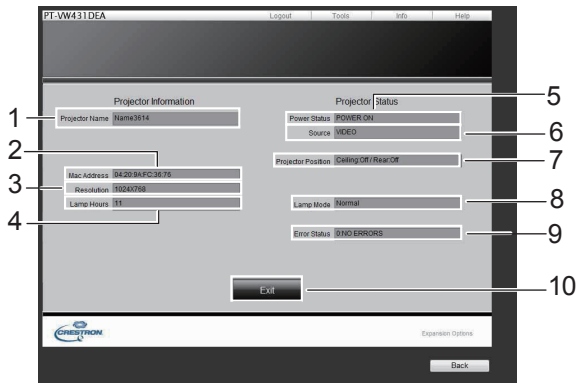 PT-VW431DEA
Logout Tools Info Help
Projector Information
Projector Status
5
1
Projector Name Name3614
Power Status POWER ON
Source VIDEO
6
2
Projector Position Ceiling:Off / Rear:Off
7
Mac Address 04:20:9A:FC:36:76
3
Resolution 1024X768
Lamp Hours 11
4
Lamp Mode Normal
8
Error Status 0:NO ERRORS
9
Exit
10
CRESTRON
Expansion Options
Back